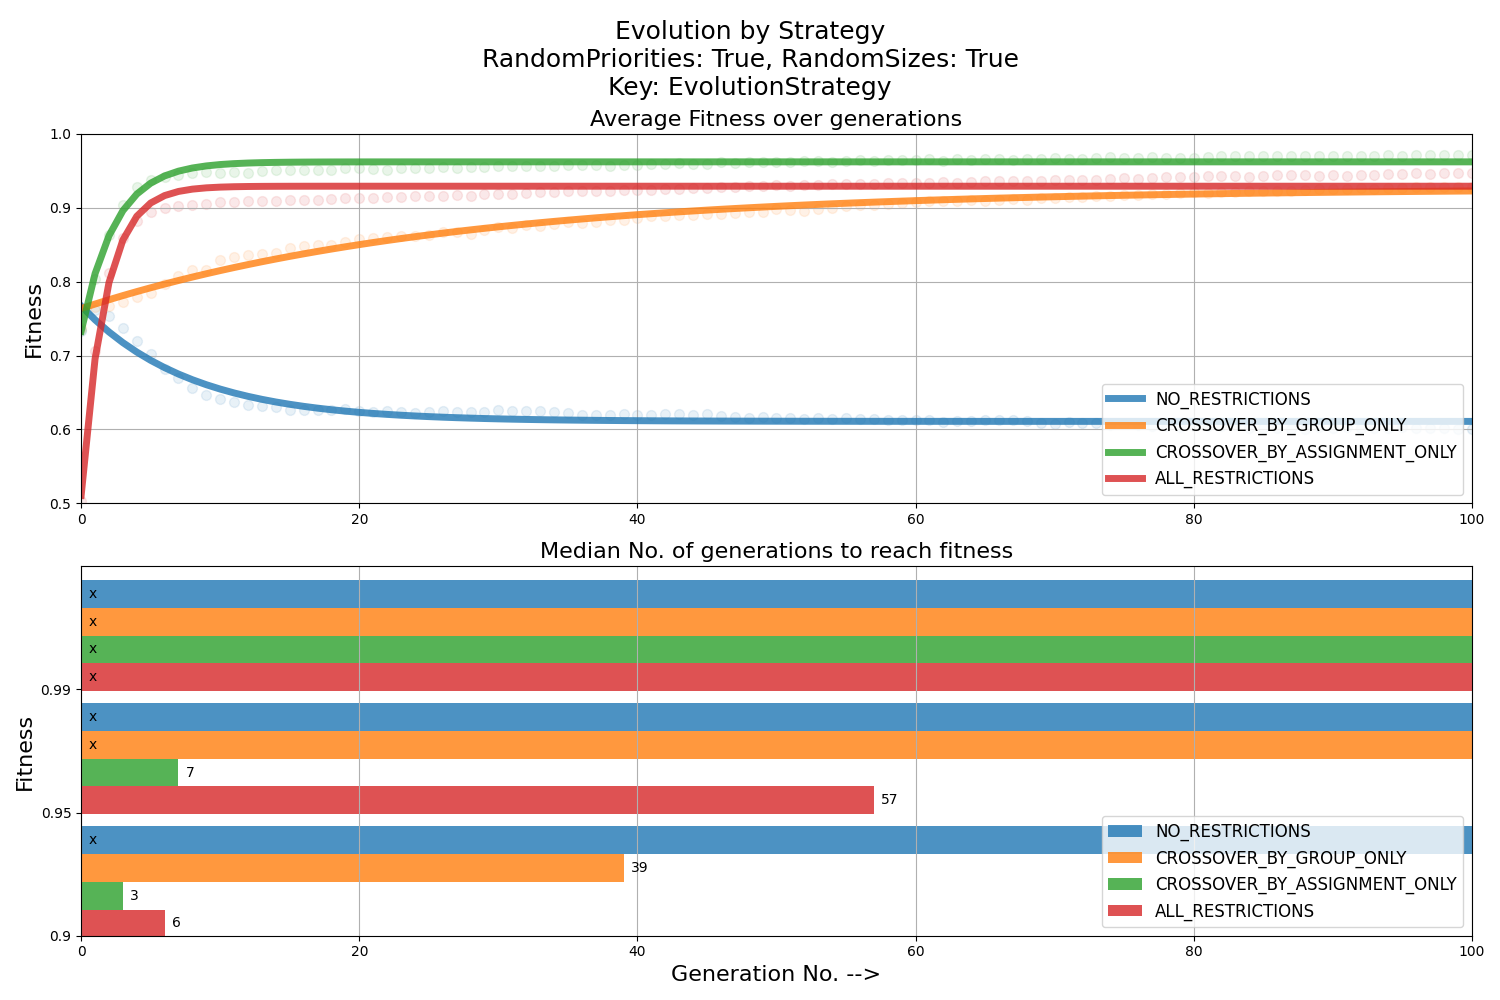 Evolution by Strategy
RandomPriorities: True, RandomSizes: True
Key: EvolutionStrategy
Average Fitness over generations
1.0
0.9
0.8
0.7
0.6
0.5
Fitness
0 20 40 60 80 100
NO_RESTRICTIONS
CROSSOVER_BY_GROUP_ONLY
CROSSOVER_BY_ASSIGNMENT_ONLY
ALL_RESTRICTIONS
Median No. of generations to reach fitness
x
x
x
x
0.99
x
x
7
57
0.95
x
39
3
6
0.9
Fitness
NO_RESTRICTIONS
CROSSOVER_BY_GROUP_ONLY
CROSSOVER_BY_ASSIGNMENT_ONLY
ALL_RESTRICTIONS
0 20 40 60 80 100
Generation No. -->